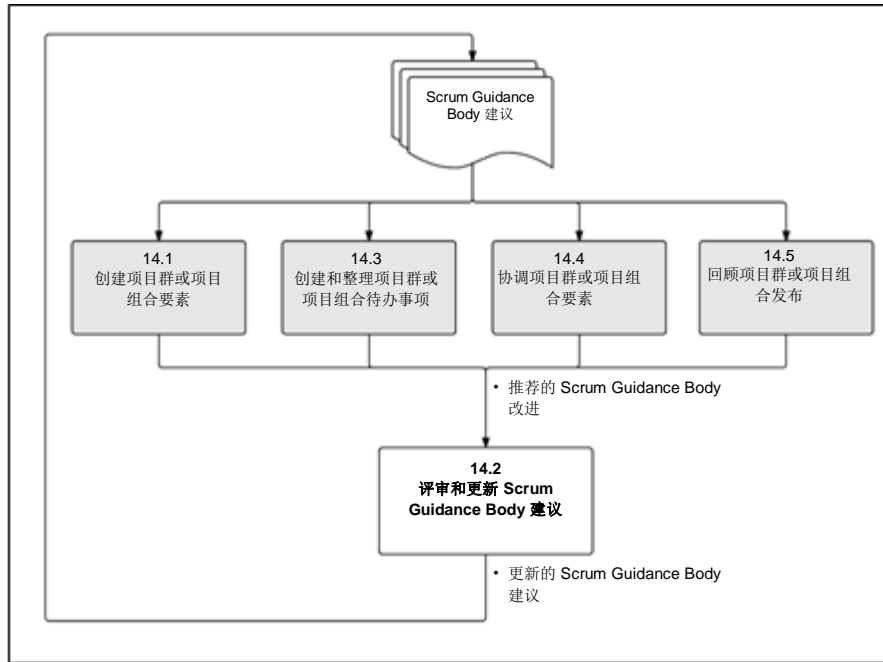 Scrum Guidance
Body 建议
14.1
创建项目群或项目
组合要素
14.3
创建和整理项目群或
项目组合待办事项
14.4
协调项目群或项目组
合要素
14.5
回顾项目群或项目组
合发布
• 推荐的 Scrum Guidance Body
改进
14.2
评审和更新 Scrum
Guidance Body 建议
• 更新的 Scrum Guidance Body
建议